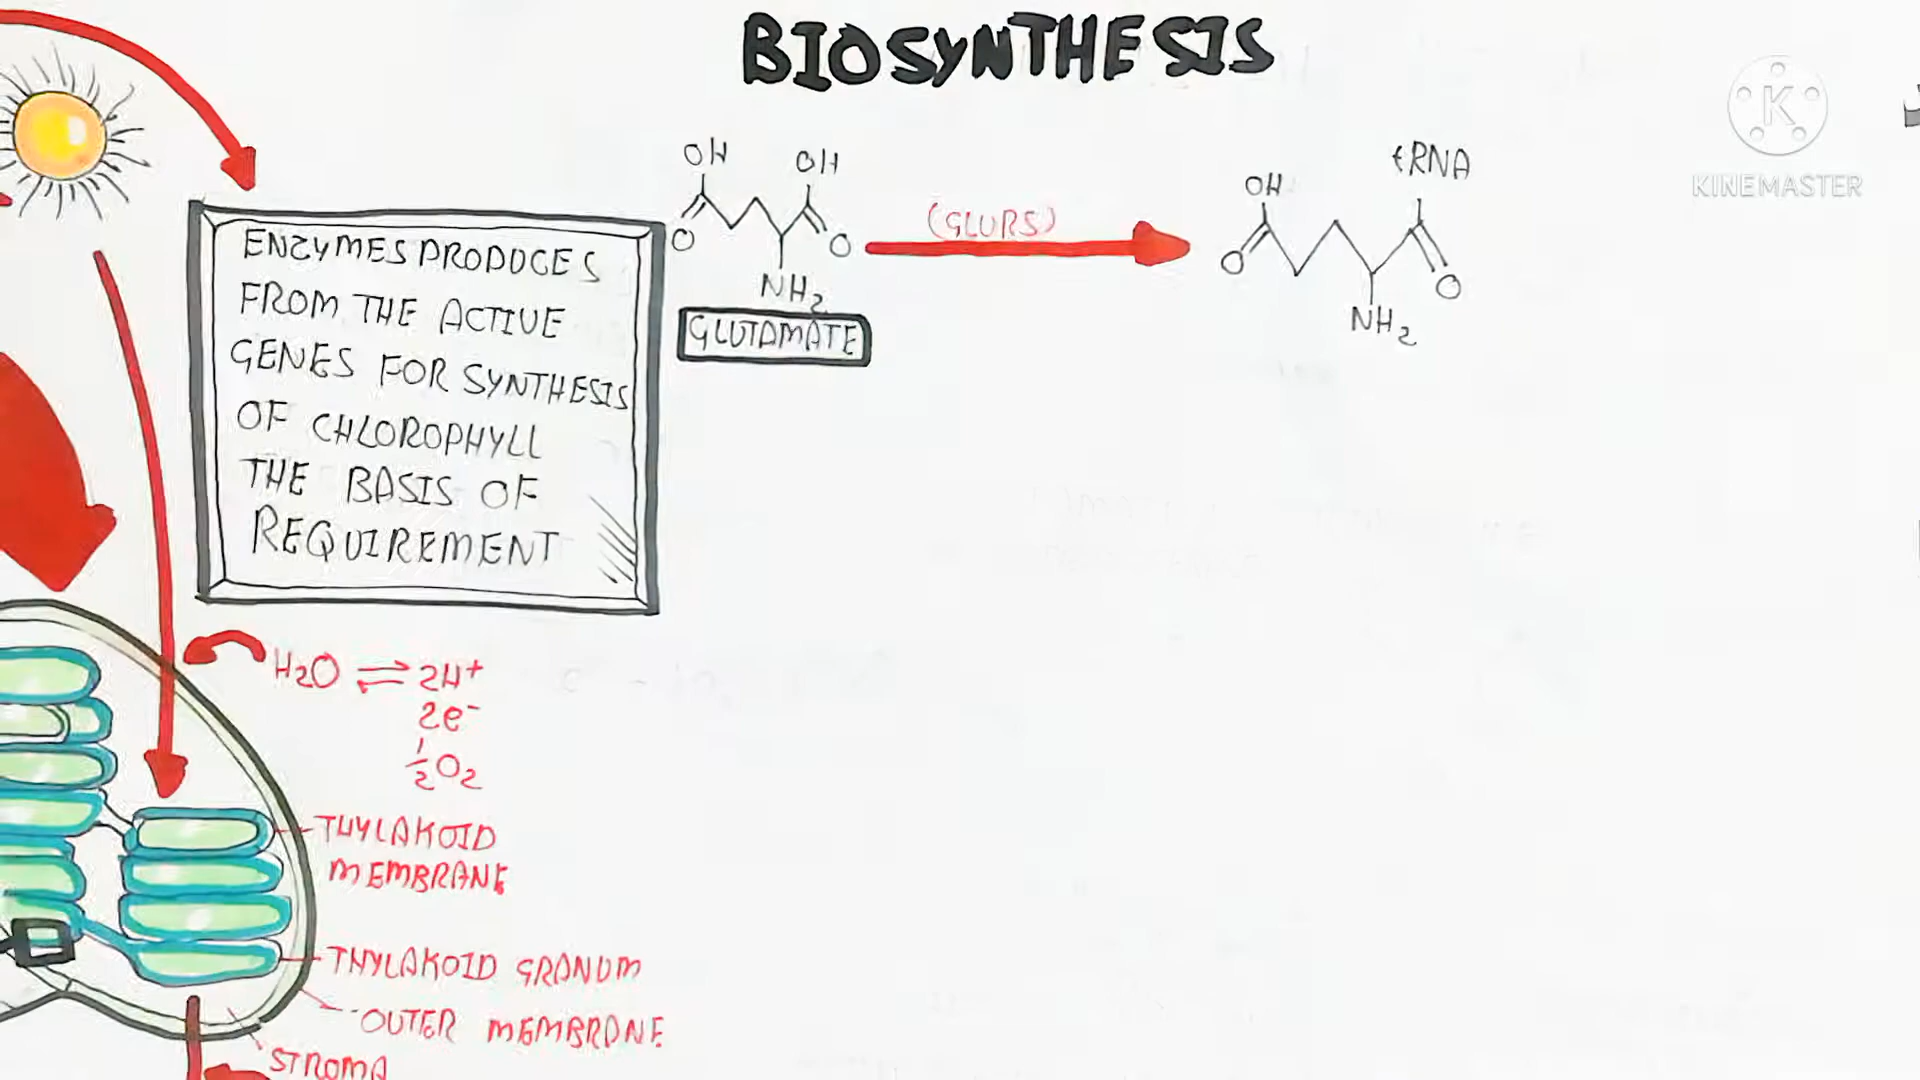 BIOSYNTHESIS
K
KINEMASTER
ENZYMES PRODUCES
FROM THE ACTIVE
GENES FOR SYNTHESIS
OF CHLOROPHYLL
THE BASIS OF
REQUIREMENT
OH
OH
O
O
NH2
GLUTAMATE
(GLURS)
OH
tRNA
O
O
NH2
H2O ⇌ 2H+
2e-
1/2 O2
THYLAKOID
MEMBRANE
THYLAKOID GRANUM
OUTER MEMBRANE
STROMA